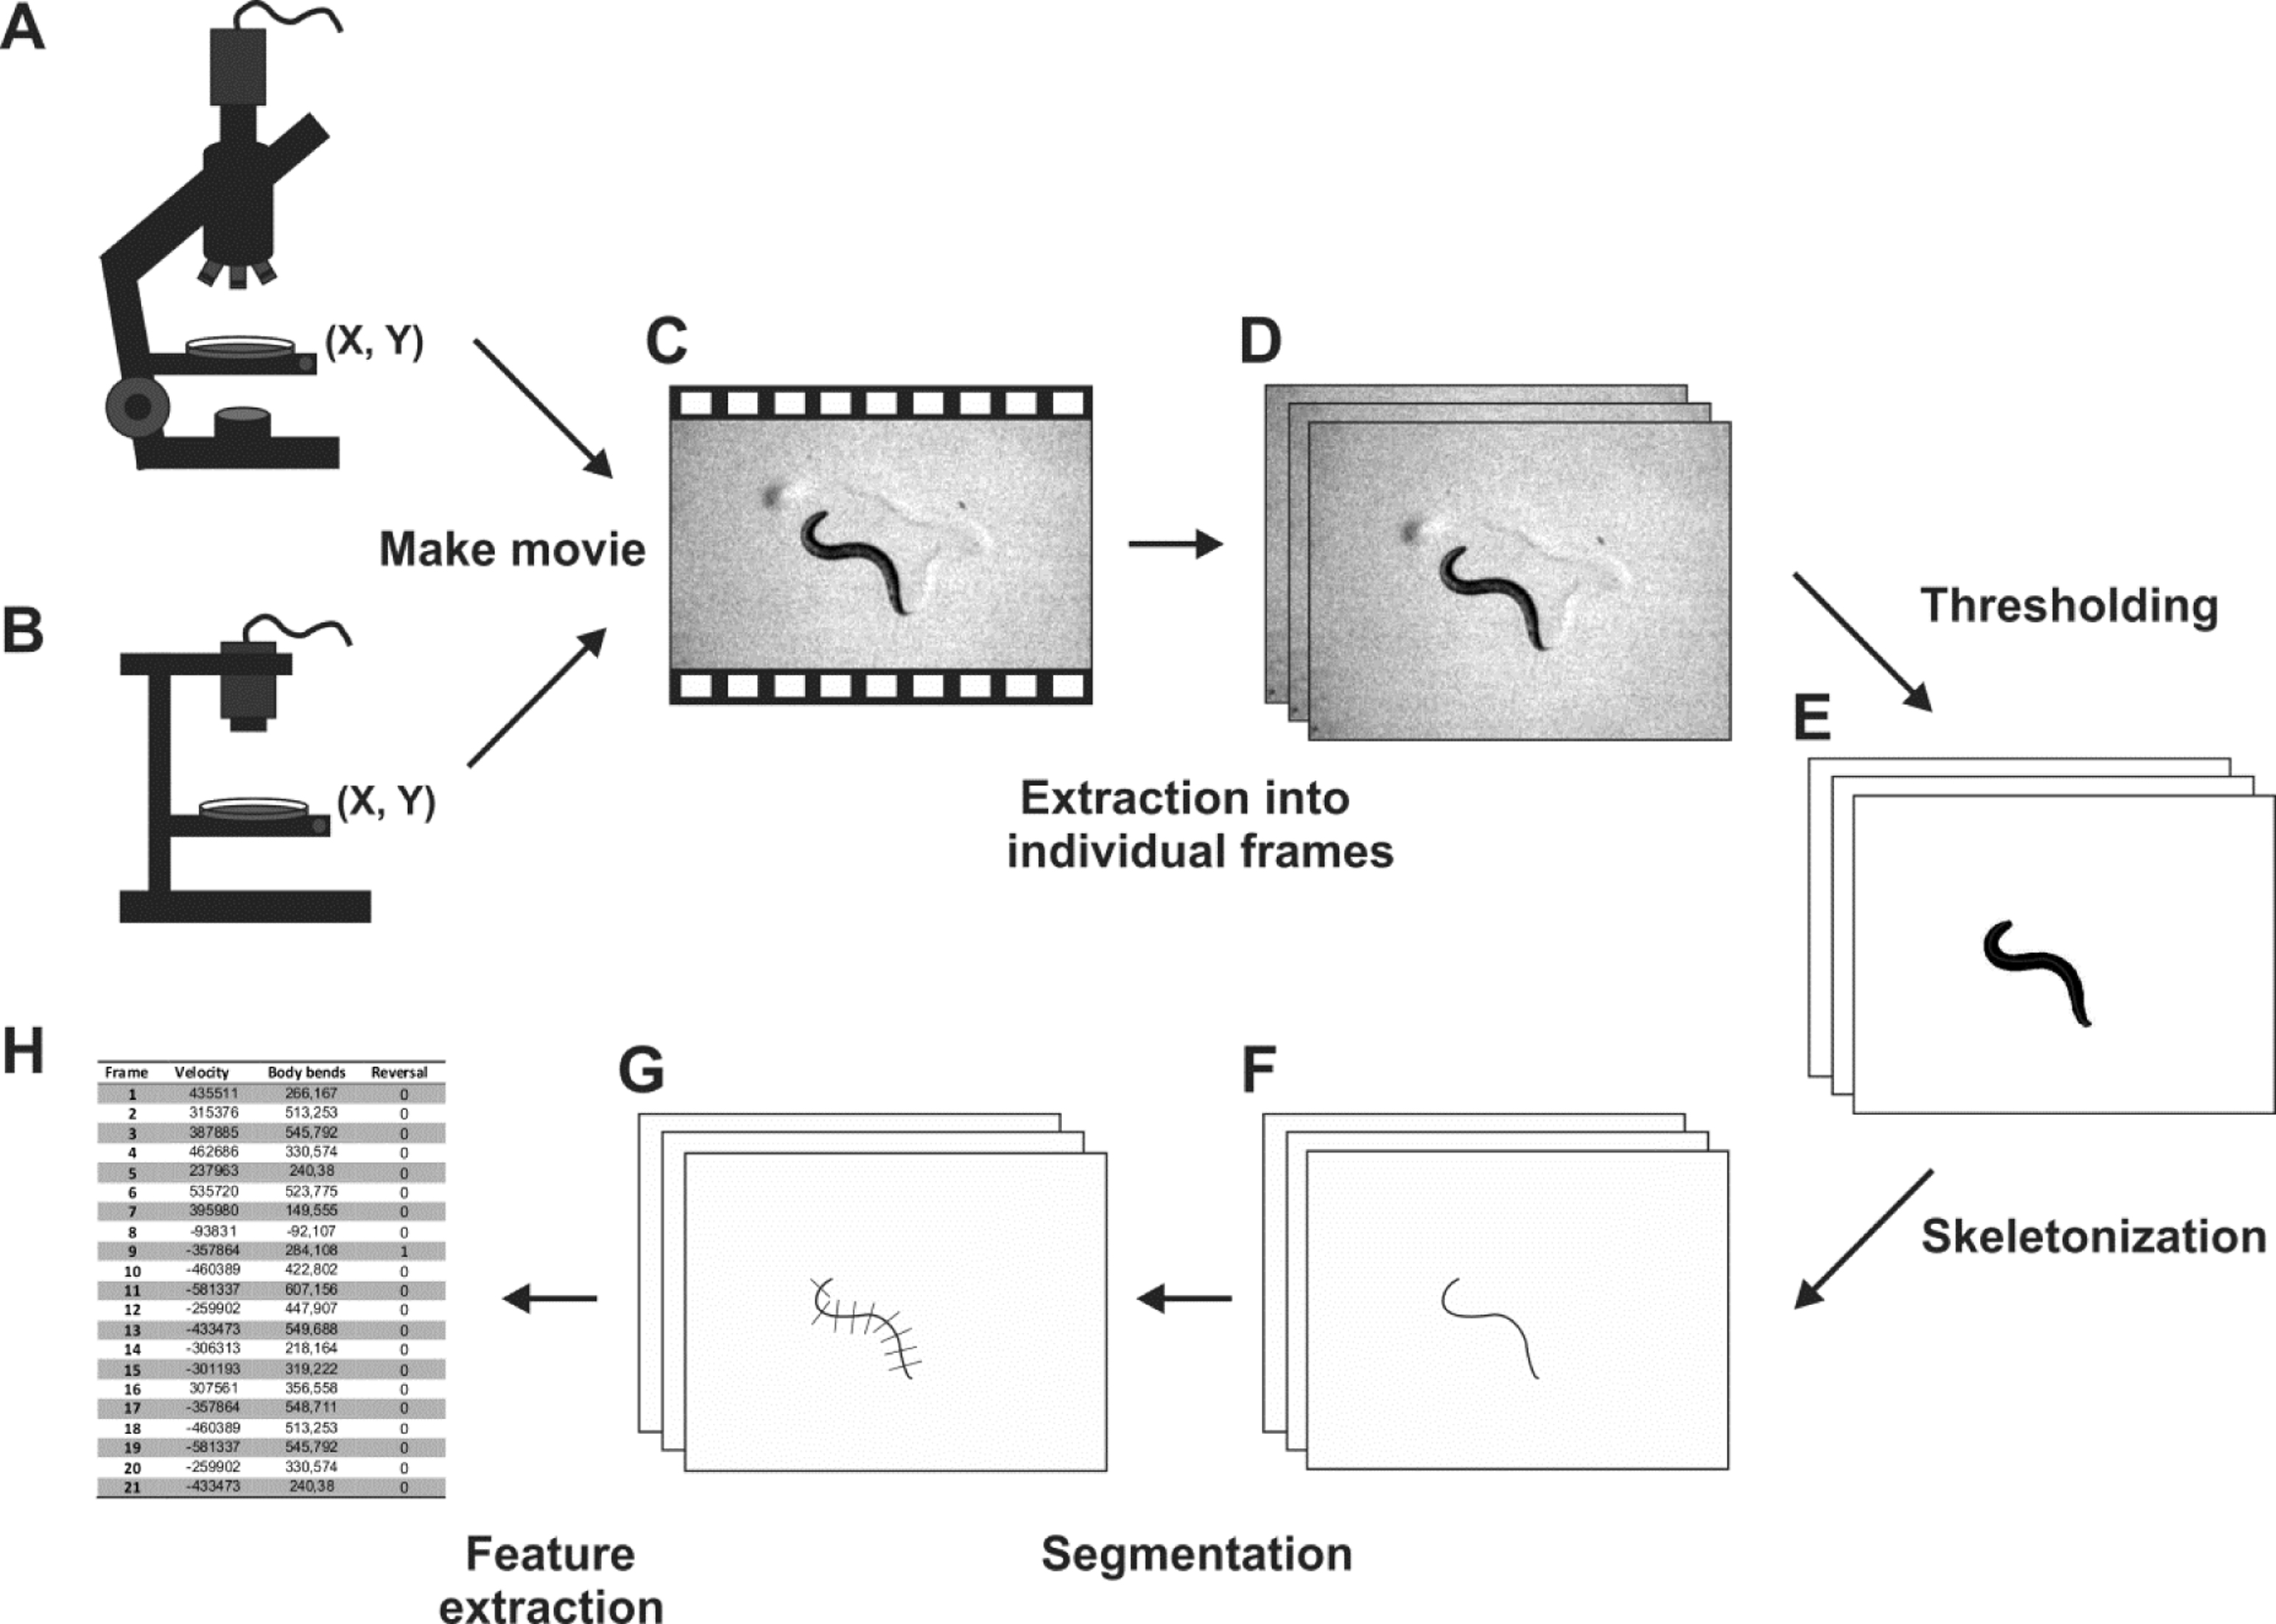 A
(X, Y)
Make movie
B
(X, Y)
C
D
Extraction into
individual frames
Thresholding
E
Skeletonization
F
Segmentation
G
Feature
extraction
H
Frame Velocity Body bends Reversal
1 435511 266,167 0
2 315376 513,253 0
3 387885 545,792 0
4 462686 330,574 0
5 237963 240,38 0
6 535720 523,775 0
7 395980 149,555 0
8 -93831 -92,107 0
9 -357864 284,108 1
10 -460389 422,802 0
11 -581337 607,156 0
12 -259902 447,907 0
13 -433473 549,688 0
14 -306313 218,164 0
15 -301193 319,222 0
16 307561 356,558 0
17 -357864 548,711 0
18 -460389 513,253 0
19 -581337 545,792 0
20 -259902 330,574 0
21 -433473 240,38 0